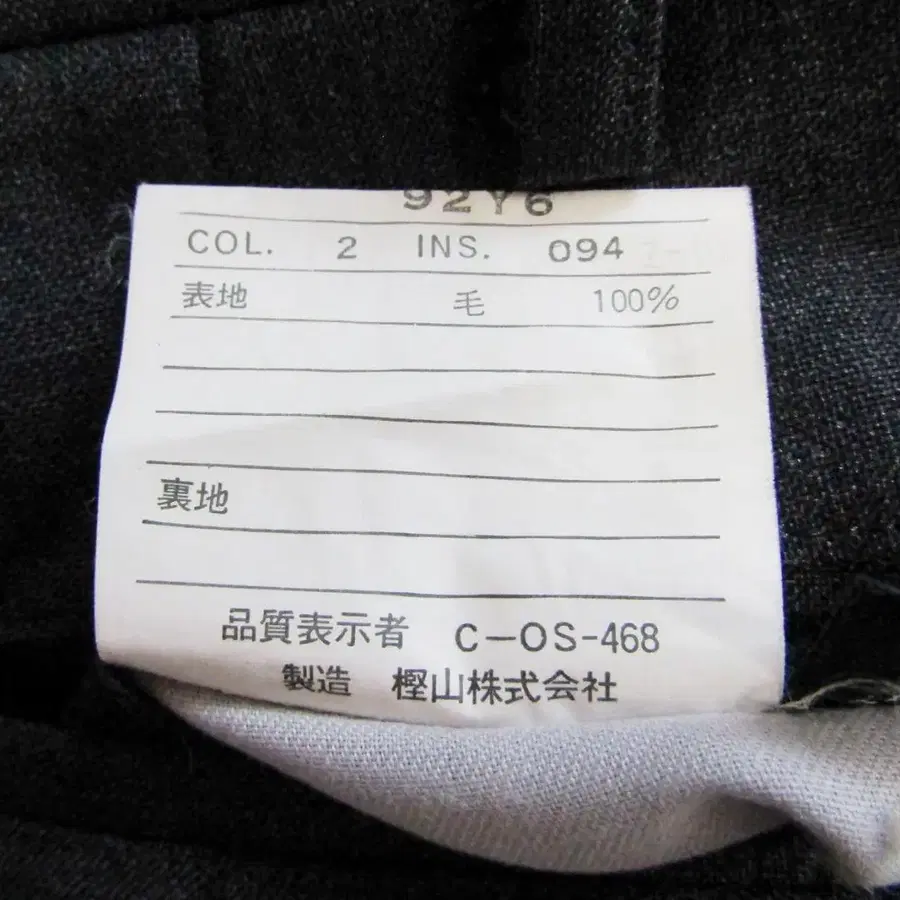 92Y6
COL. 2 INS. 094
表地 毛 100%
裏地
品質表示者 C-OS-468
製造 樫山株式会社